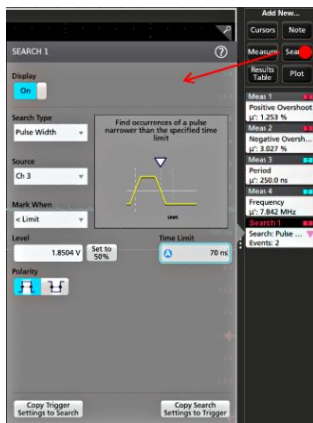 Add New...
Cursors Note
Measure
Results Table Plot
SEARCH 1
Display
On
Search Type
Pulse Width
Find occurrences of a pulse
narrower than the specified time
limit
Limit
Source
Ch 3
Mark When
< Limit
Level
1.8504 V
Set to
50%
Time Limit
70 ns
Polarity
Copy Trigger
Settings to Search
Copy Search
Settings to Trigger
Meas 1
Positive Overshoot
µ': 1.253 %
Meas 2
Negative Oversh...
µ': 3.027 %
Meas 3
Period
µ': 250.0 ns
Meas 4
Frequency
µ': 7.842 MHz
Search 1
Search: Pulse ...
Events: 2